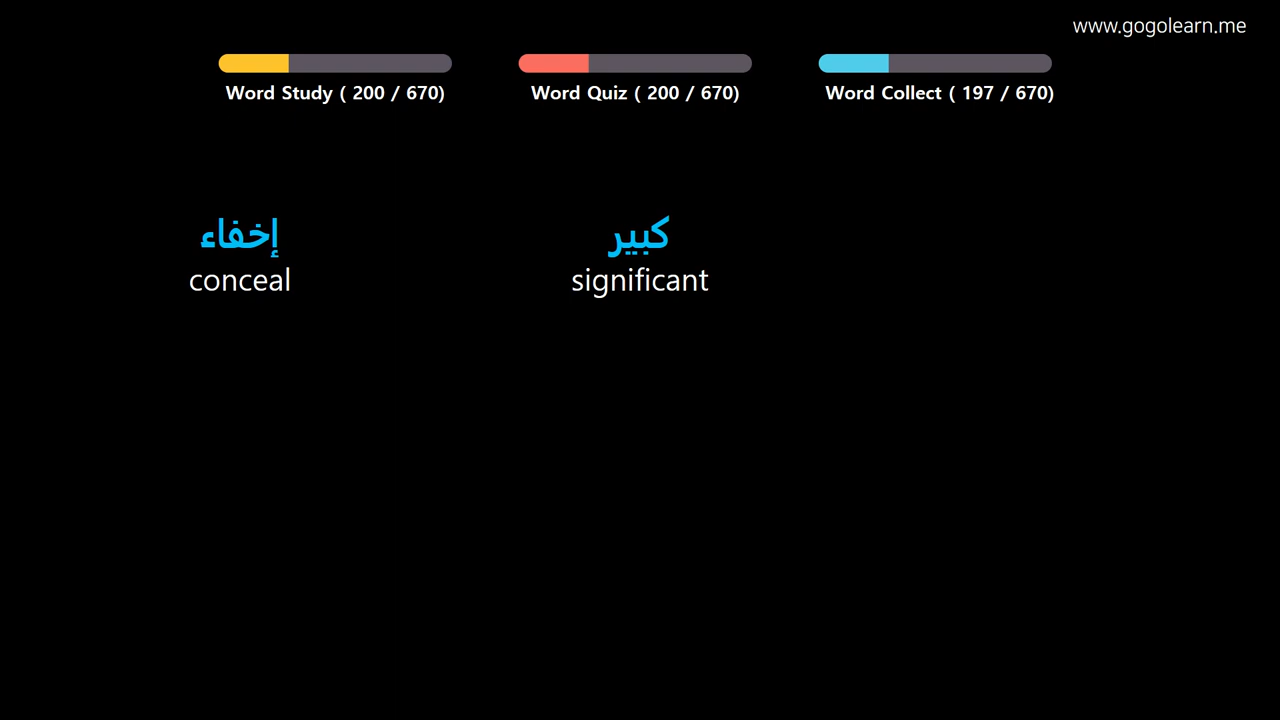 www.gogolearn.me
Word Study ( 200 / 670)
Word Quiz ( 200 / 670)
Word Collect ( 197 / 670)
إخفاء
conceal
كبير
significant